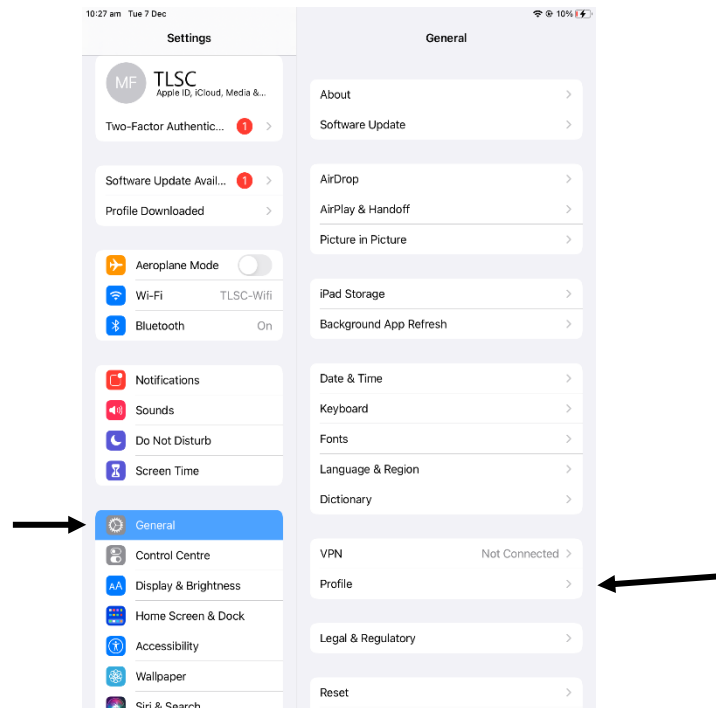 10:27 am Tue 7 Dec
10%
Settings
MF
TLSC
Apple ID, iCloud, Media &...
Two-Factor Authentic... 1
Software Update Avail... 1
Profile Downloaded
Aeroplane Mode
Wi-Fi TLSC-Wifi
Bluetooth On
Notifications
Sounds
Do Not Disturb
Screen Time
General
Control Centre
AA Display & Brightness
Home Screen & Dock
Accessibility
Wallpaper
Siri & Search
General
About
Software Update
AirDrop
AirPlay & Handoff
Picture in Picture
iPad Storage
Background App Refresh
Date & Time
Keyboard
Fonts
Language & Region
Dictionary
VPN Not Connected
Profile
Legal & Regulatory
Reset